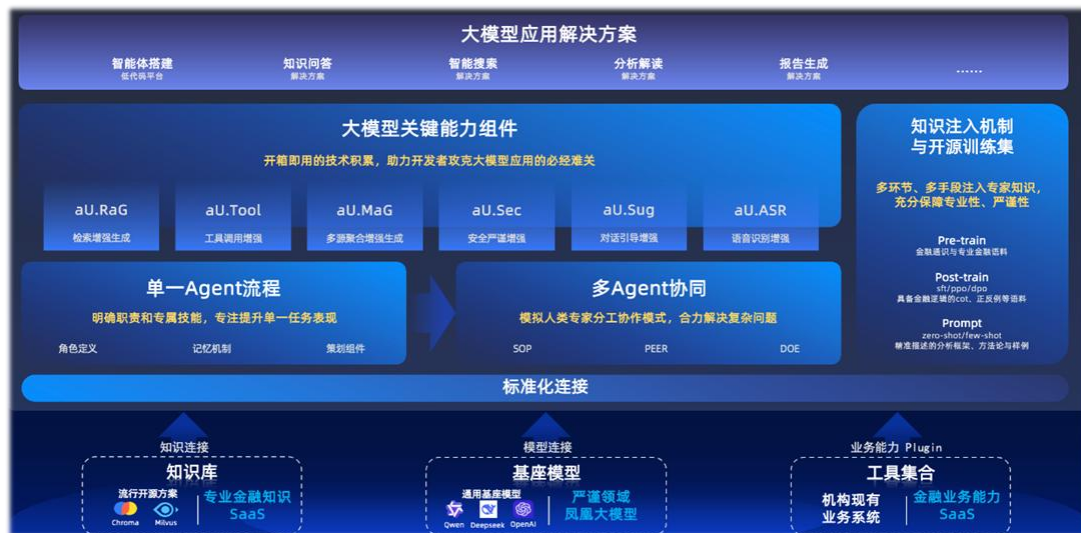 大模型应用解决方案
智能体搭建
低代码平台
知识问答
解决方案
智能搜索
解决方案
分析解读
解决方案
报告生成
解决方案
......
大模型关键能力组件
开箱即用的技术积累，助力开发者攻克大模型应用的必经难关
aU.RaG
检索增强生成
aU.Tool
工具调用增强
aU.MaG
多源聚合增强生成
aU.Sec
安全严谨增强
aU.Sug
对话引导增强
aU.ASR
语音识别增强
知识注入机制
与开源训练集
多环节、多手段注入专家知识，
充分保障专业性、严谨性
Pre-train
金融通识与专业金融语料
Post-train
sft/ppo/dpo
具备金融逻辑的cot、正反例等语料
Prompt
zero-shot/few-shot
精准描述的分析框架、方法论与样例
单一Agent流程
明确职责和专属技能，专注提升单一任务表现
角色定义
记忆机制
策划组件
多Agent协同
模拟人类专家分工协作模式，合力解决复杂问题
SOP
PEER
DOE
标准化连接
知识连接
知识库
流行开源方案
Chroma
Milvus
专业金融知识
SaaS
模型连接
基座模型
通用基座模型
Qwen
Deepseek
OpenAI
严谨领域
凤凰大模型
业务能力 Plugin
工具集合
机构现有
业务系统
金融业务能力
SaaS